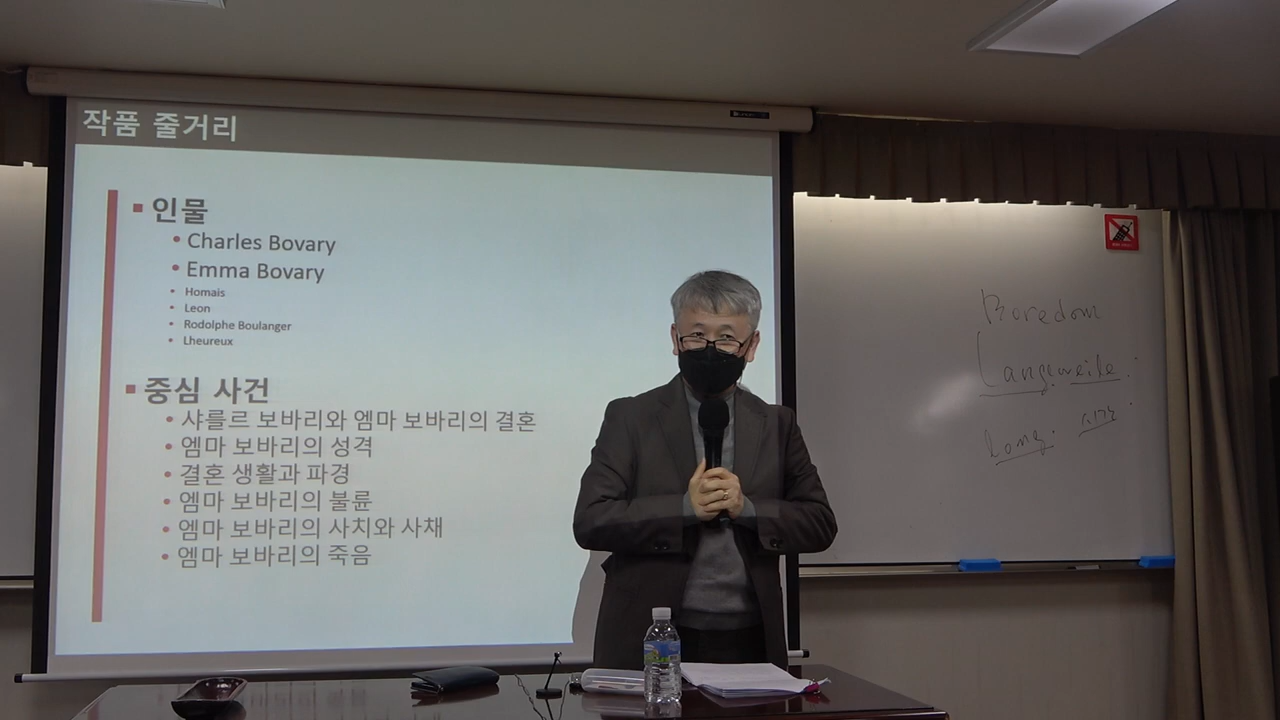 작품 줄거리
▪ 인물
• Charles Bovary
• Emma Bovary
• Homais
• Leon
• Rodolphe Boulanger
• Lheureux
▪ 중심 사건
• 샤를르 보바리와 엠마 보바리의 결혼
• 엠마 보바리의 성격
• 결혼 생활과 파경
• 엠마 보바리의 불륜
• 엠마 보바리의 사치와 사채
• 엠마 보바리의 죽음
Boredom
Langeweile
long. 시간